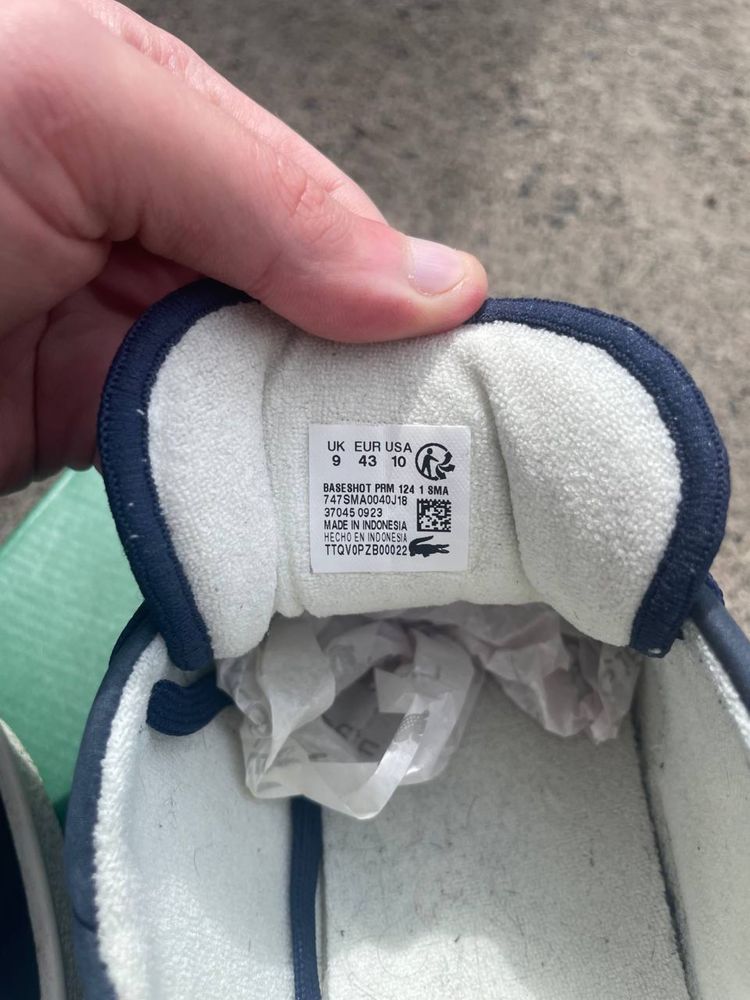 UK EUR USA
9 43 10
BASESHOT PRM 124 1 SMA
747SMA0040J18
37045 0923
MADE IN INDONESIA
HECHO EN INDONESIA
TTQV0PZB00022